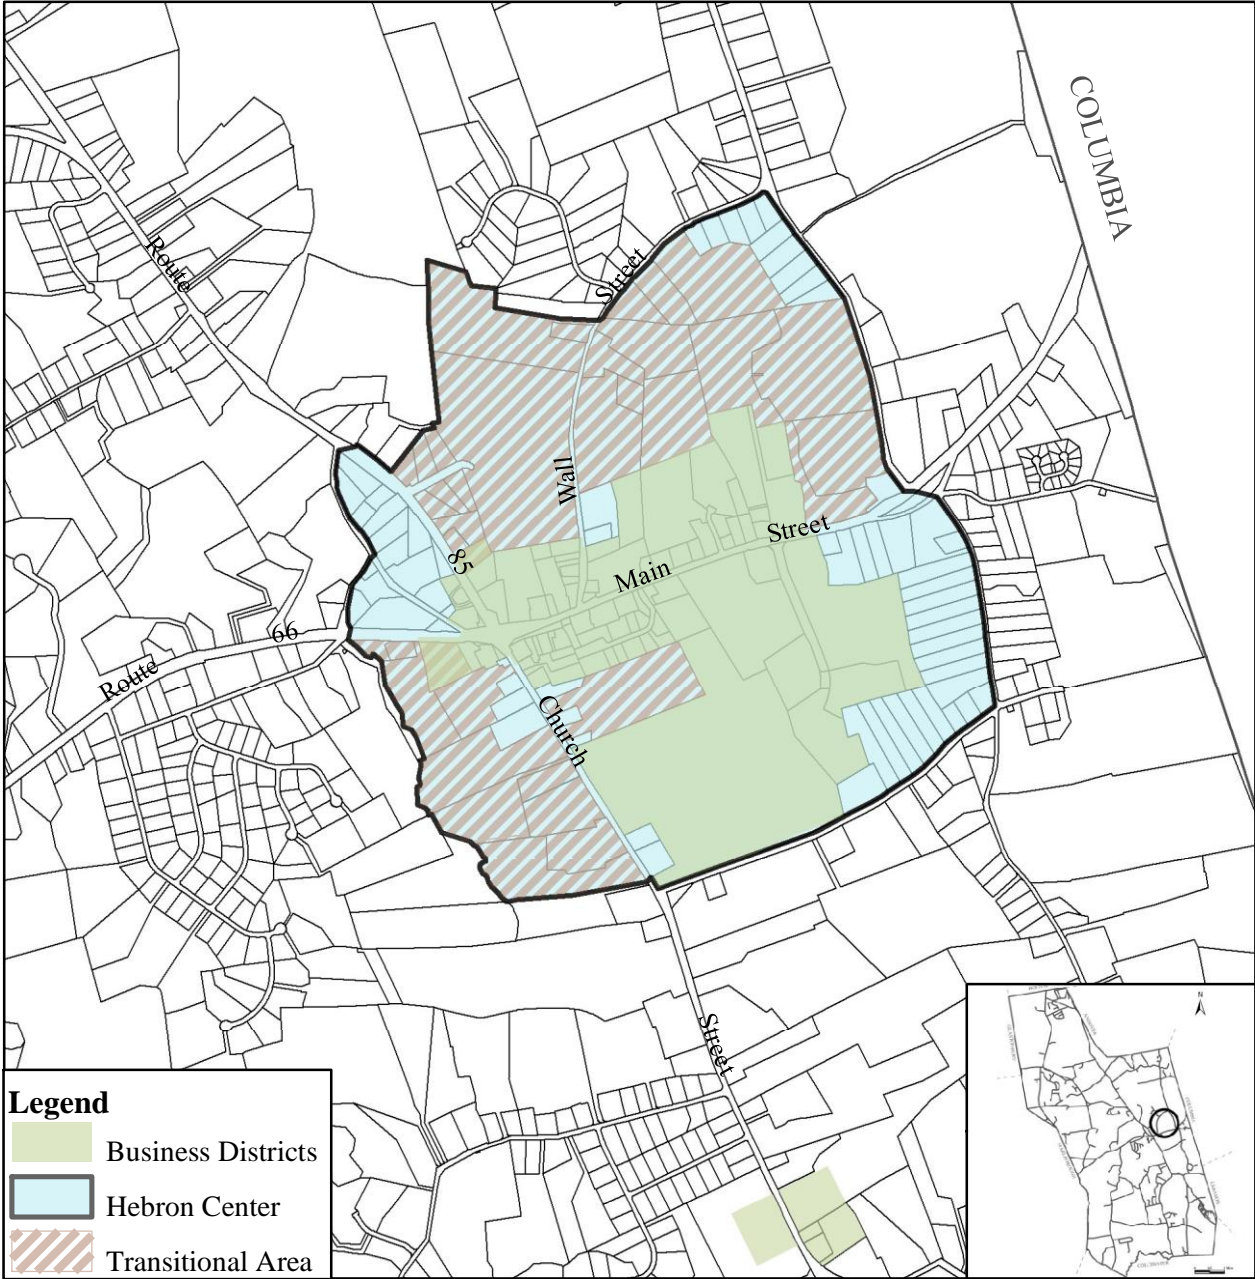 COLUMBIA
Route
Street
Wall
Street
85
Main
66
Route
Church
Street
N
Legend
Business Districts
Hebron Center
Transitional Area